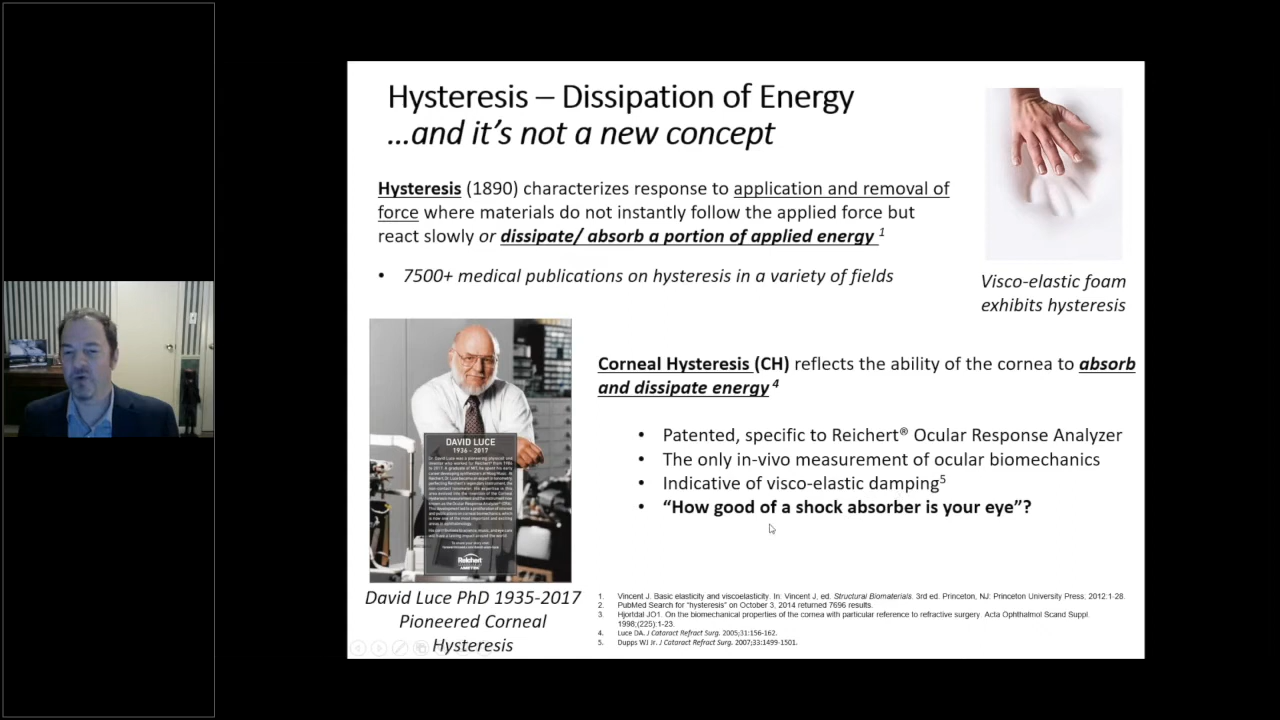 Hysteresis – Dissipation of Energy
...and it's not a new concept
Hysteresis (1890) characterizes response to application and removal of
force where materials do not instantly follow the applied force but
react slowly or dissipate/ absorb a portion of applied energy 1
• 7500+ medical publications on hysteresis in a variety of fields
Visco-elastic foam
exhibits hysteresis
DAVID LUCE
1936 - 2017
Reichert
AMETEK
David Luce PhD 1935-2017
Pioneered Corneal
Hysteresis
Corneal Hysteresis (CH) reflects the ability of the cornea to absorb
and dissipate energy 4
• Patented, specific to Reichert® Ocular Response Analyzer
• The only in-vivo measurement of ocular biomechanics
• Indicative of visco-elastic damping5
• “How good of a shock absorber is your eye”?
1. Vincent J. Basic elasticity and viscoelasticity. In: Vincent J, ed. Structural Biomaterials. 3rd ed. Princeton, NJ: Princeton University Press, 2012:1-28.
2. PubMed Search for “hysteresis” on October 3, 2014 returned 7696 results.
3. Hjortdal JO1. On the biomechanical properties of the cornea with particular reference to refractive surgery. Acta Ophthalmol Scand Suppl.
1998;(225):1-23.
4. Luce DA. J Cataract Refract Surg. 2005;31:156-162.
5. Dupps WJ Jr. J Cataract Refract Surg. 2007;33:1499-1501.